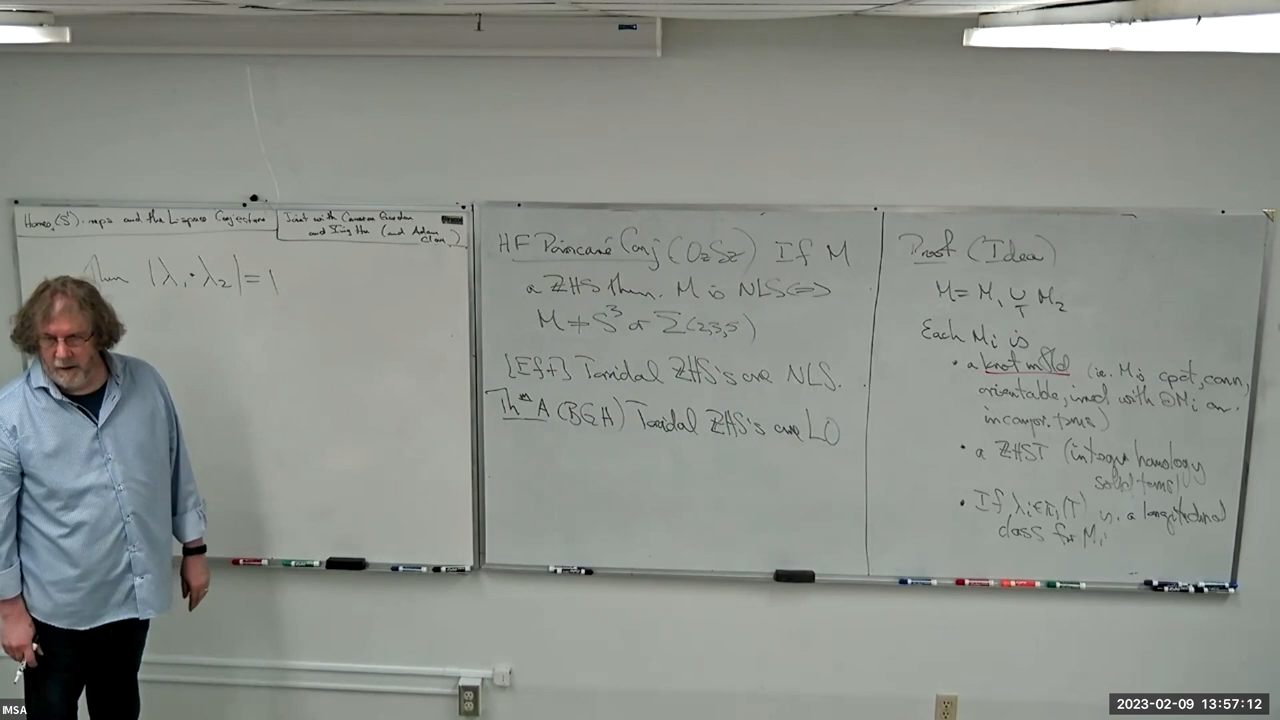 Homeo₊(S¹)-reps and the L-space Conjecture
Joint with Cameron Gordon
and Ying Hu (and Adam
Clay)
Then |λ₁·λ₂|=1
HF Poincaré Conj (OzSz) If M
a ZHS then. M is NLS ⟺
M ≠ S³ or Σ(2,3,5)
[Eft] Toroidal ZHS's are NLS.
Thm A (BGH) Toroidal ZHS's are LO
Proof (Idea)
M = M₁ ∪ M₂
T
Each Mᵢ is
• a knot mfld (i.e. M is cpct, conn,
orientable, irred with ∂Mᵢ an
incompr. torus)
• a ZHST (integer homology
solid torus)
• If λᵢ∈π₁(T) is a longitudinal
class for Mᵢ
IMSA
2023-02-09 13:57:12